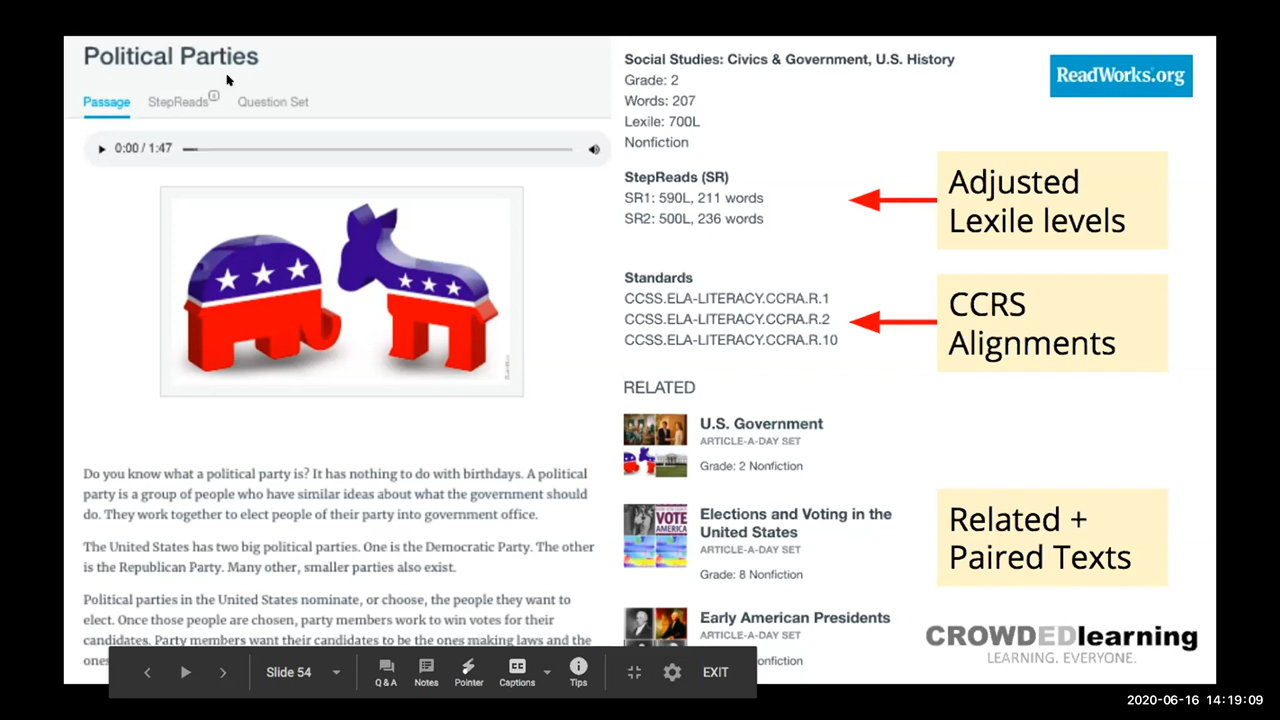 Political Parties
Passage
StepReads
Question Set
0:00 / 1:47
Do you know what a political party is? It has nothing to do with birthdays. A political
party is a group of people who have similar ideas about what the government should
do. They work together to elect people of their party into government office.
The United States has two big political parties. One is the Democratic Party. The other
is the Republican Party. Many other, smaller parties also exist.
Political parties in the United States nominate, or choose, the people they want to
elect. Once those people are chosen, party members work to win votes for their
candidates. Party members want their candidates to be the ones making laws and the
ones
Social Studies: Civics & Government, U.S. History
Grade: 2
Words: 207
Lexile: 700L
Nonfiction
StepReads (SR)
SR1: 590L, 211 words
SR2: 500L, 236 words
Standards
CCSS.ELA-LITERACY.CCRA.R.1
CCSS.ELA-LITERACY.CCRA.R.2
CCSS.ELA-LITERACY.CCRA.R.10
RELATED
U.S. Government
ARTICLE-A-DAY SET
Grade: 2 Nonfiction
VOTE
AMERICA
Elections and Voting in the
United States
ARTICLE-A-DAY SET
Grade: 8 Nonfiction
Early American Presidents
ARTICLE-A-DAY SET
nfiction
ReadWorks.org
Adjusted
Lexile levels
CCRS
Alignments
Related +
Paired Texts
CROWDEDlearning
LEARNING. EVERYONE.
Slide 54
Q & A
Notes
Pointer
Captions
Tips
EXIT
2020-06-16 14:19:09